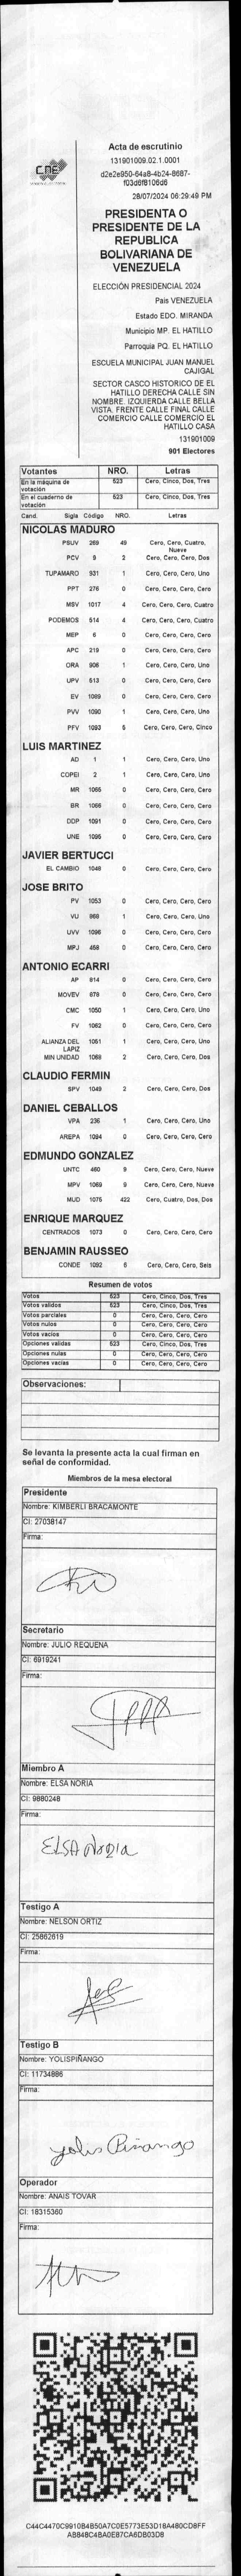 CNE
Acta de escrutinio
131901009.02.1.0001
d2e2e950-64a8-4b24-8687-
f03d6f8106d6
28/07/2024 06:29:49 PM
PRESIDENTA O
PRESIDENTE DE LA
REPUBLICA
BOLIVARIANA DE
VENEZUELA
ELECCIÓN PRESIDENCIAL 2024
Pais VENEZUELA
Estado EDO. MIRANDA
Municipio MP. EL HATILLO
Parroquia PQ. EL HATILLO
ESCUELA MUNICIPAL JUAN MANUEL
CAJIGAL
SECTOR CASCO HISTORICO DE EL
HATILLO DERECHA CALLE SIN
NOMBRE. IZQUIERDA CALLE BELLA
VISTA. FRENTE CALLE FINAL CALLE
COMERCIO CALLE COMERCIO EL
HATILLO CASA
131901009
901 Electores
Votantes NRO. Letras
En la máquina de votación 523 Cero, Cinco, Dos, Tres
En el cuaderno de votación 523 Cero, Cinco, Dos, Tres
Cand. Sigla Código NRO. Letras
NICOLAS MADURO
PSUV 269 49 Cero, Cero, Cuatro, Nueve
PCV 9 2 Cero, Cero, Cero, Dos
TUPAMARO 931 1 Cero, Cero, Cero, Uno
PPT 276 0 Cero, Cero, Cero, Cero
MSV 1017 4 Cero, Cero, Cero, Cuatro
PODEMOS 514 4 Cero, Cero, Cero, Cuatro
MEP 6 0 Cero, Cero, Cero, Cero
APC 219 0 Cero, Cero, Cero, Cero
ORA 906 1 Cero, Cero, Cero, Uno
UPV 513 0 Cero, Cero, Cero, Cero
EV 1089 0 Cero, Cero, Cero, Cero
PVV 1090 1 Cero, Cero, Cero, Uno
PFV 1093 5 Cero, Cero, Cero, Cinco
LUIS MARTINEZ
AD 1 1 Cero, Cero, Cero, Uno
COPEI 2 1 Cero, Cero, Cero, Uno
MR 1065 0 Cero, Cero, Cero, Cero
BR 1066 0 Cero, Cero, Cero, Cero
DDP 1091 0 Cero, Cero, Cero, Cero
UNE 1095 0 Cero, Cero, Cero, Cero
JAVIER BERTUCCI
EL CAMBIO 1048 0 Cero, Cero, Cero, Cero
JOSE BRITO
PV 1053 0 Cero, Cero, Cero, Cero
VU 868 1 Cero, Cero, Cero, Uno
UVV 1096 0 Cero, Cero, Cero, Cero
MPJ 458 0 Cero, Cero, Cero, Cero
ANTONIO ECARRI
AP 814 0 Cero, Cero, Cero, Cero
MOVEV 878 0 Cero, Cero, Cero, Cero
CMC 1050 1 Cero, Cero, Cero, Uno
FV 1062 0 Cero, Cero, Cero, Cero
ALIANZA DEL LAPIZ 1051 1 Cero, Cero, Cero, Uno
MIN UNIDAD 1068 2 Cero, Cero, Cero, Dos
CLAUDIO FERMIN
SPV 1049 2 Cero, Cero, Cero, Dos
DANIEL CEBALLOS
VPA 236 1 Cero, Cero, Cero, Uno
AREPA 1094 0 Cero, Cero, Cero, Cero
EDMUNDO GONZALEZ
UNTC 460 9 Cero, Cero, Cero, Nueve
MPV 1069 9 Cero, Cero, Cero, Nueve
MUD 1075 422 Cero, Cuatro, Dos, Dos
ENRIQUE MARQUEZ
CENTRADOS 1073 0 Cero, Cero, Cero, Cero
BENJAMIN RAUSSEO
CONDE 1092 6 Cero, Cero, Cero, Seis
Resumen de votos
Votos 523 Cero, Cinco, Dos, Tres
Votos validos 523 Cero, Cinco, Dos, Tres
Votos parciales 0 Cero, Cero, Cero, Cero
Votos nulos 0 Cero, Cero, Cero, Cero
Votos vacios 0 Cero, Cero, Cero, Cero
Opciones validas 523 Cero, Cinco, Dos, Tres
Opciones nulas 0 Cero, Cero, Cero, Cero
Opciones vacias 0 Cero, Cero, Cero, Cero
Observaciones:
Se levanta la presente acta la cual firman en
señal de conformidad.
Miembros de la mesa electoral
Presidente
Nombre: KIMBERLI BRACAMONTE
CI: 27038147
Firma:
Secretario
Nombre: JULIO REQUENA
CI: 6919241
Firma:
Miembro A
Nombre: ELSA NORIA
CI: 9880248
Firma:
ELSA Noria
Testigo A
Nombre: NELSON ORTIZ
CI: 25862619
Firma:
Testigo B
Nombre: YOLISPIÑANGO
CI: 11734886
Firma:
yolis Piñango
Operador
Nombre: ANAIS TOVAR
CI: 18315360
Firma:
C44C4470C9910B4B50A7C0E5773E53D18A480CD8FF
AB848C4BA0E87CA6DB03D8